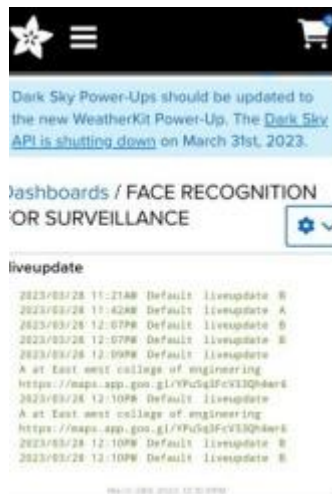 Dark Sky Power-Ups should be updated to
the new WeatherKit Power-Up. The Dark Sky
API is shutting down on March 31st, 2023.
Dashboards / FACE RECOGNITION
FOR SURVEILLANCE
liveupdate
2023/03/28 11:21AM Default liveupdate B
2023/03/28 11:42AM Default liveupdate A
2023/03/28 12:07PM Default liveupdate B
2023/03/28 12:07PM Default liveupdate B
2023/03/28 12:09PM Default liveupdate
A at East west college of engineering
2023/03/28 12:10PM Default liveupdate
A at East west college of engineering
2023/03/28 12:10PM Default liveupdate B
2023/03/28 12:10PM Default liveupdate B